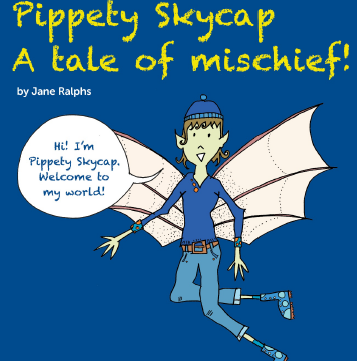 Pippety Skycap
A tale of mischief!
by Jane Ralphs
Hi! I'm
Pippety Skycap.
Welcome to
my world!